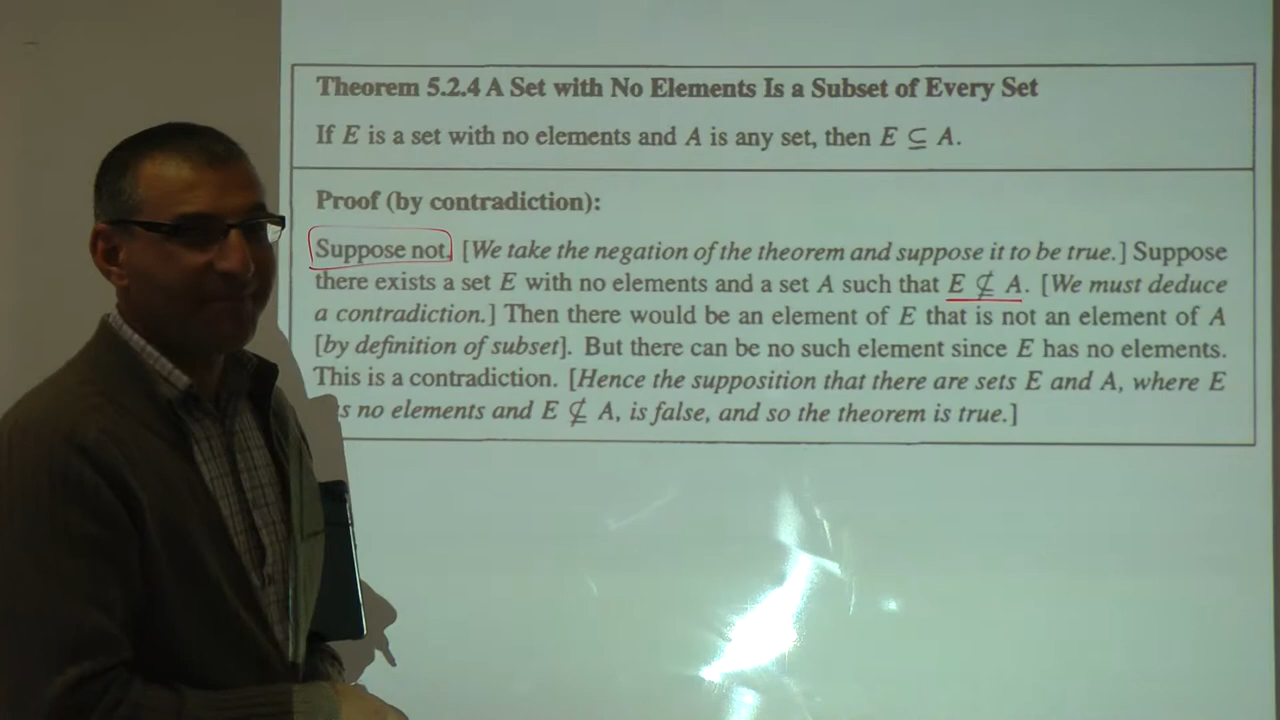 Theorem 5.2.4 A Set with No Elements Is a Subset of Every Set
If E is a set with no elements and A is any set, then E ⊆ A.
Proof (by contradiction):
Suppose not. [We take the negation of the theorem and suppose it to be true.] Suppose
there exists a set E with no elements and a set A such that E ⊈ A. [We must deduce
a contradiction.] Then there would be an element of E that is not an element of A
[by definition of subset]. But there can be no such element since E has no elements.
This is a contradiction. [Hence the supposition that there are sets E and A, where E
no elements and E ⊈ A, is false, and so the theorem is true.]